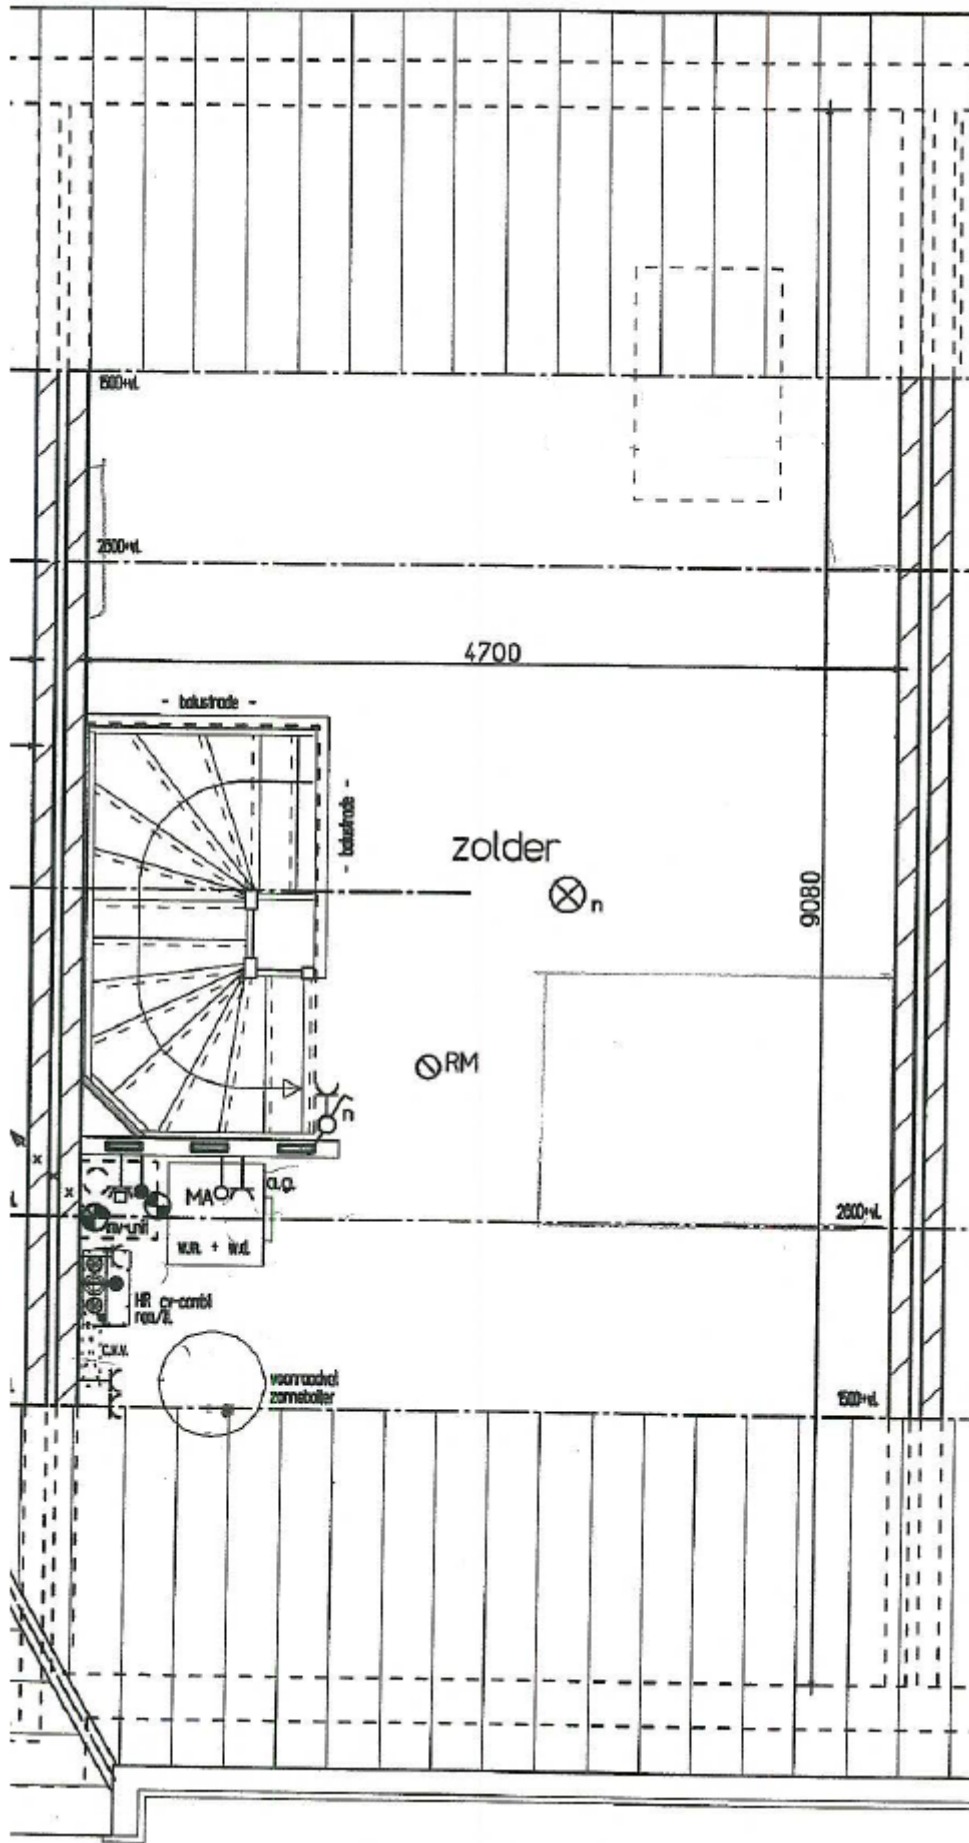 1500+vl.
2600+vl.
4700
- balustrade -
- balustrade -
zolder
n
9080
RM
n
a.g.
MA
mv-unit
w.m. + w.d.
2600+vl.
HR cv-combi
c.v.v.
voorraadvat
zonneboiler
1500+vl.